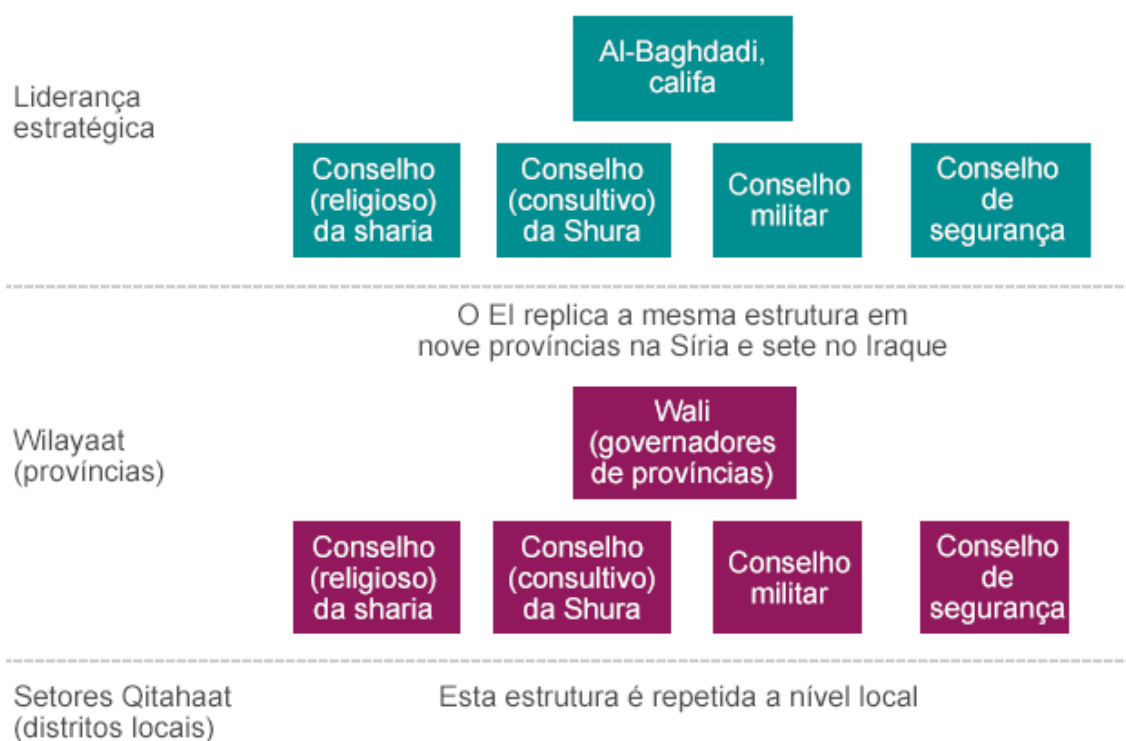 Al-Baghdadi,
califa
Liderança
estratégica
Conselho
(religioso)
da sharia
Conselho
(consultivo)
da Shura
Conselho
militar
Conselho
de
segurança
O EI replica a mesma estrutura em
nove províncias na Síria e sete no Iraque
Wilayaat
(províncias)
Wali
(governadores
de províncias)
Conselho
(religioso)
da sharia
Conselho
(consultivo)
da Shura
Conselho
militar
Conselho
de
segurança
Setores Qitahaat
(distritos locais)
Esta estrutura é repetida a nível local